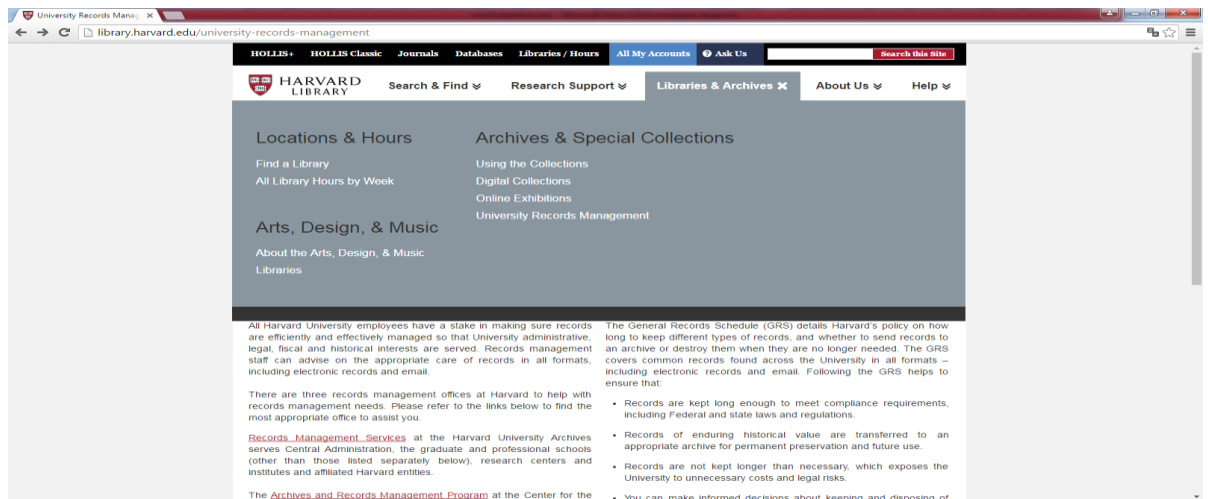 University Records Manag
library.harvard.edu/university-records-management
HOLLIS+ HOLLIS Classic Journals Databases Libraries / Hours All My Accounts Ask Us Search this Site
HARVARD
LIBRARY
Search & Find Research Support Libraries & Archives About Us Help
Locations & Hours
Find a Library
All Library Hours by Week
Arts, Design, & Music
About the Arts, Design, & Music
Libraries
Archives & Special Collections
Using the Collections
Digital Collections
Online Exhibitions
University Records Management
All Harvard University employees have a stake in making sure records
are efficiently and effectively managed so that University administrative,
legal, fiscal and historical interests are served. Records management
staff can advise on the appropriate care of records in all formats,
including electronic records and email.
There are three records management offices at Harvard to help with
records management needs. Please refer to the links below to find the
most appropriate office to assist you.
Records Management Services at the Harvard University Archives
serves Central Administration, the graduate and professional schools
(other than those listed separately below), research centers and
institutes and affiliated Harvard entities.
The Archives and Records Management Program at the Center for the
The General Records Schedule (GRS) details Harvard's policy on how
long to keep different types of records, and whether to send records to
an archive or destroy them when they are no longer needed. The GRS
covers common records found across the University in all formats –
including electronic records and email. Following the GRS helps to
ensure that:
• Records are kept long enough to meet compliance requirements,
including Federal and state laws and regulations.
• Records of enduring historical value are transferred to an
appropriate archive for permanent preservation and future use.
• Records are not kept longer than necessary, which exposes the
University to unnecessary costs and legal risks.
• You can make informed decisions about keeping and disposing of